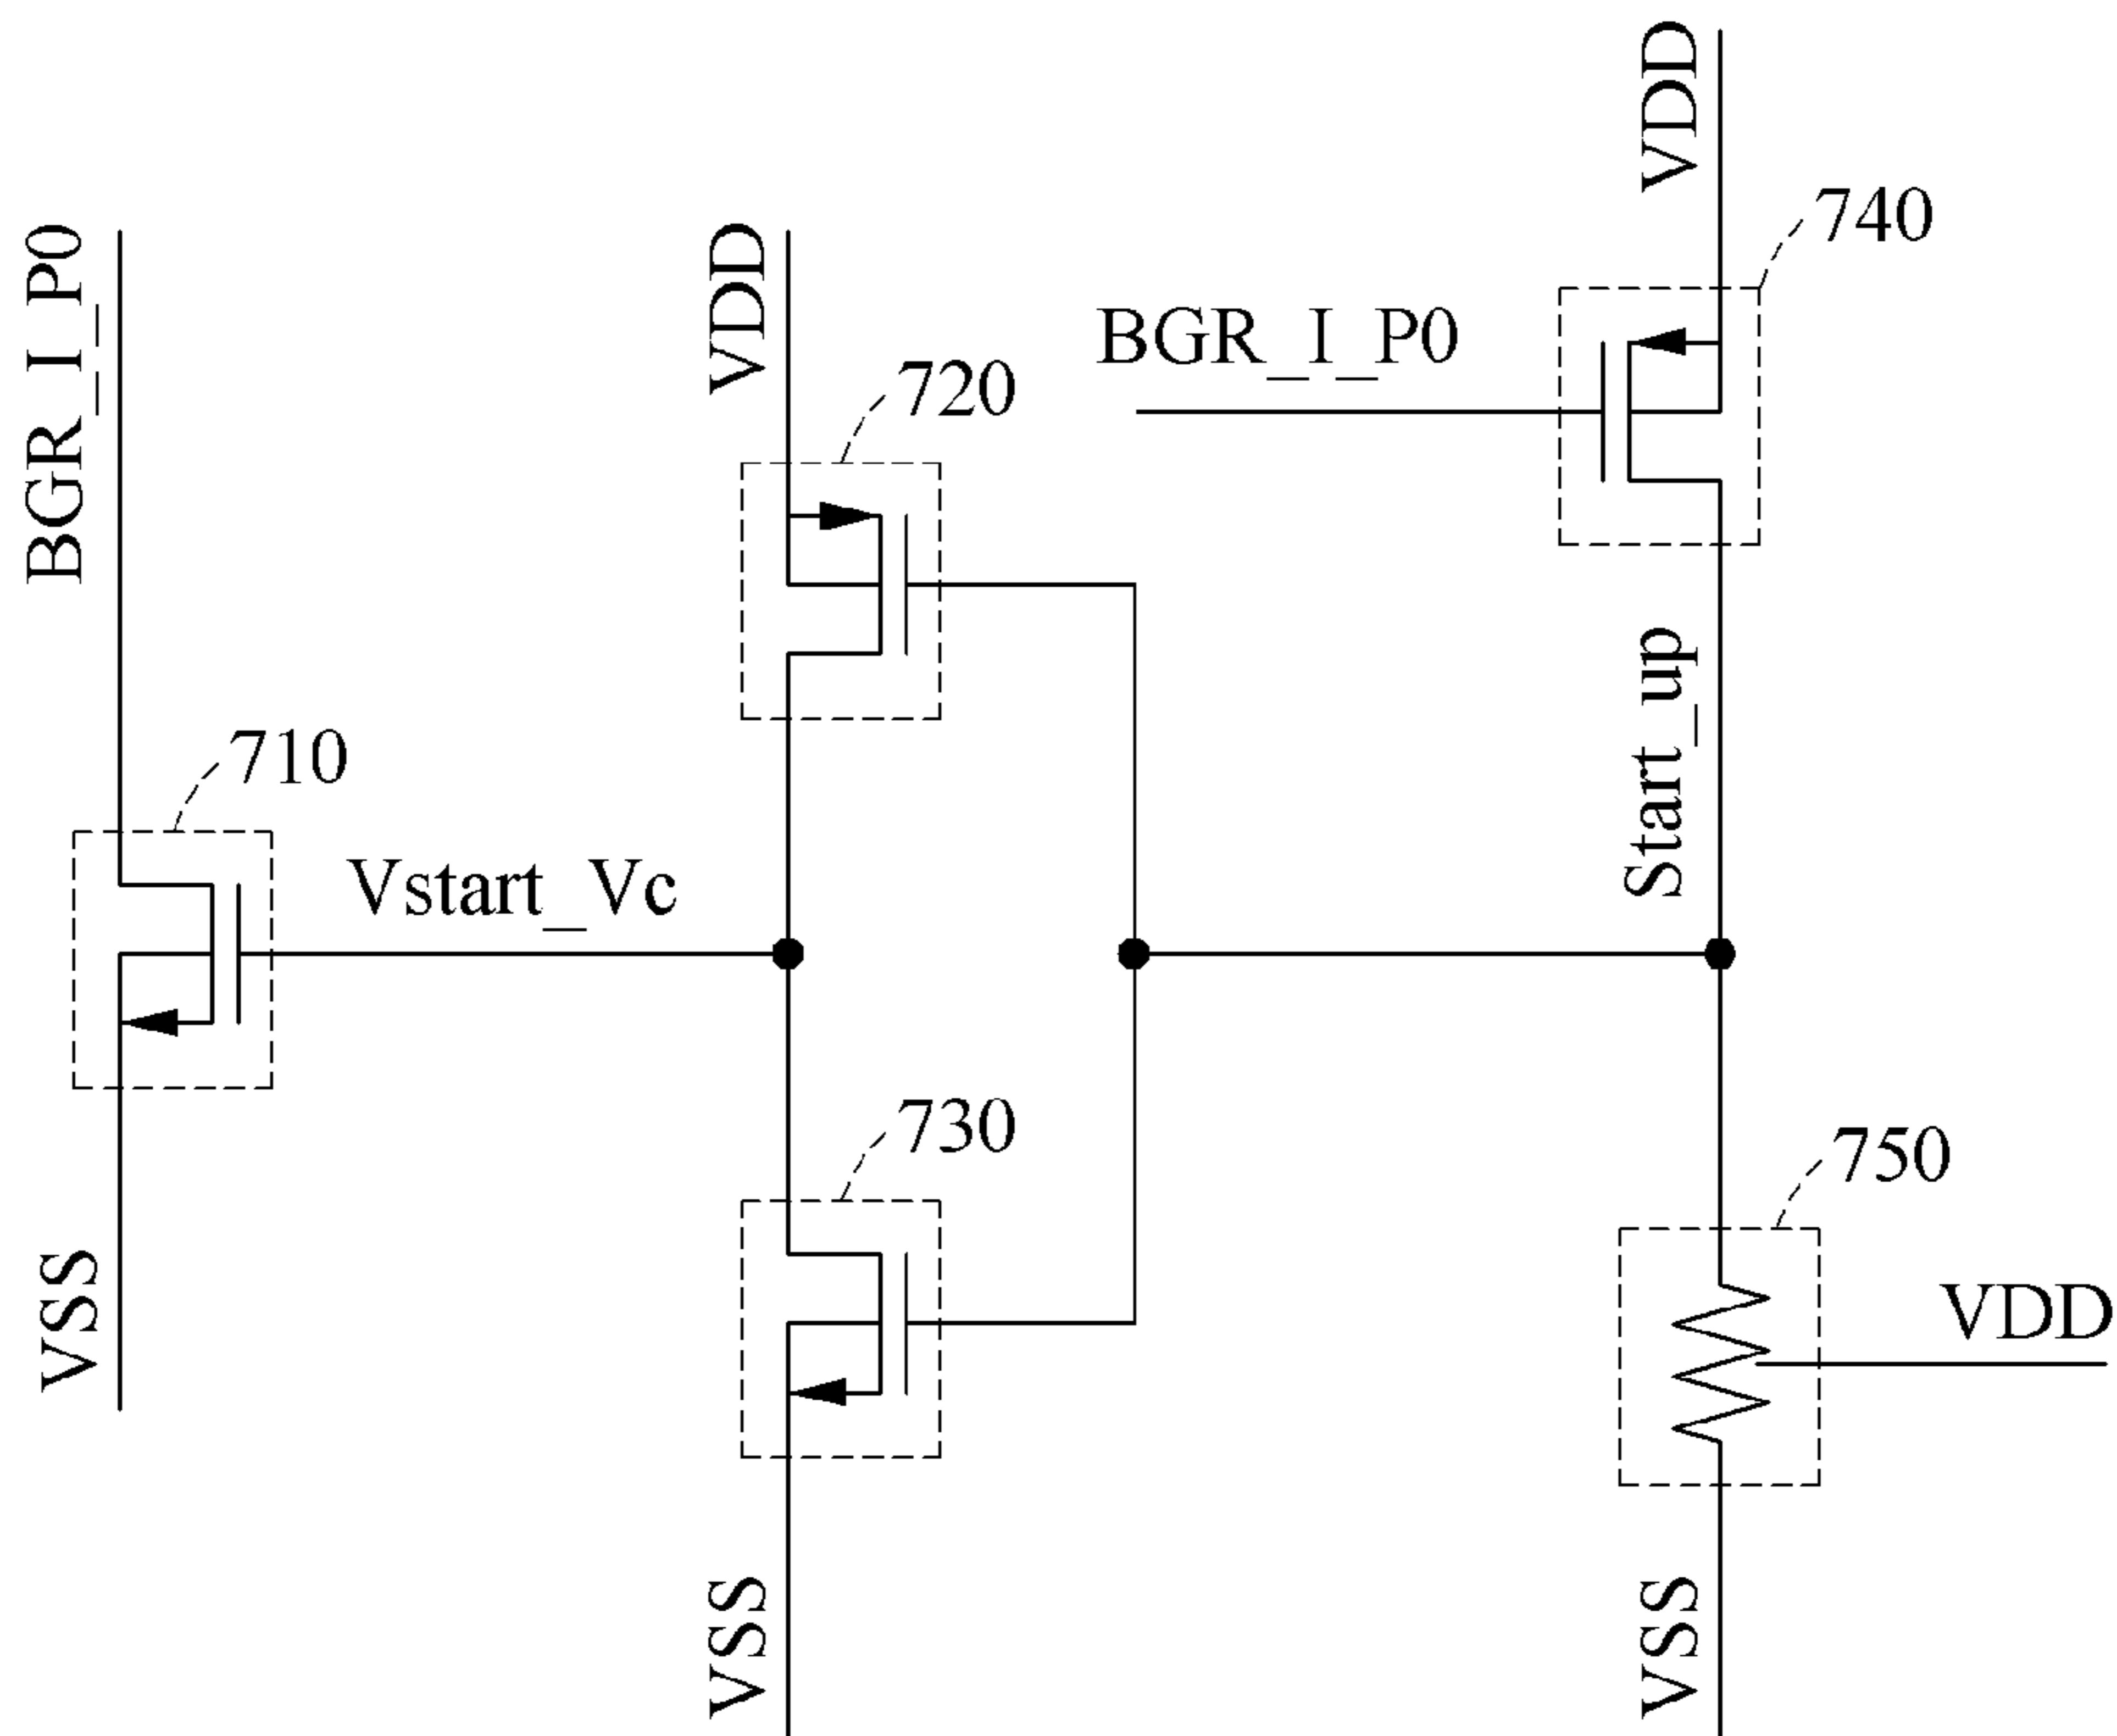 VDD
740
BGR_I_P0
VDD
BGR_I_P0
720
Start_up
710
Vstart_Vc
730
750
VSS
VDD
VSS
VSS